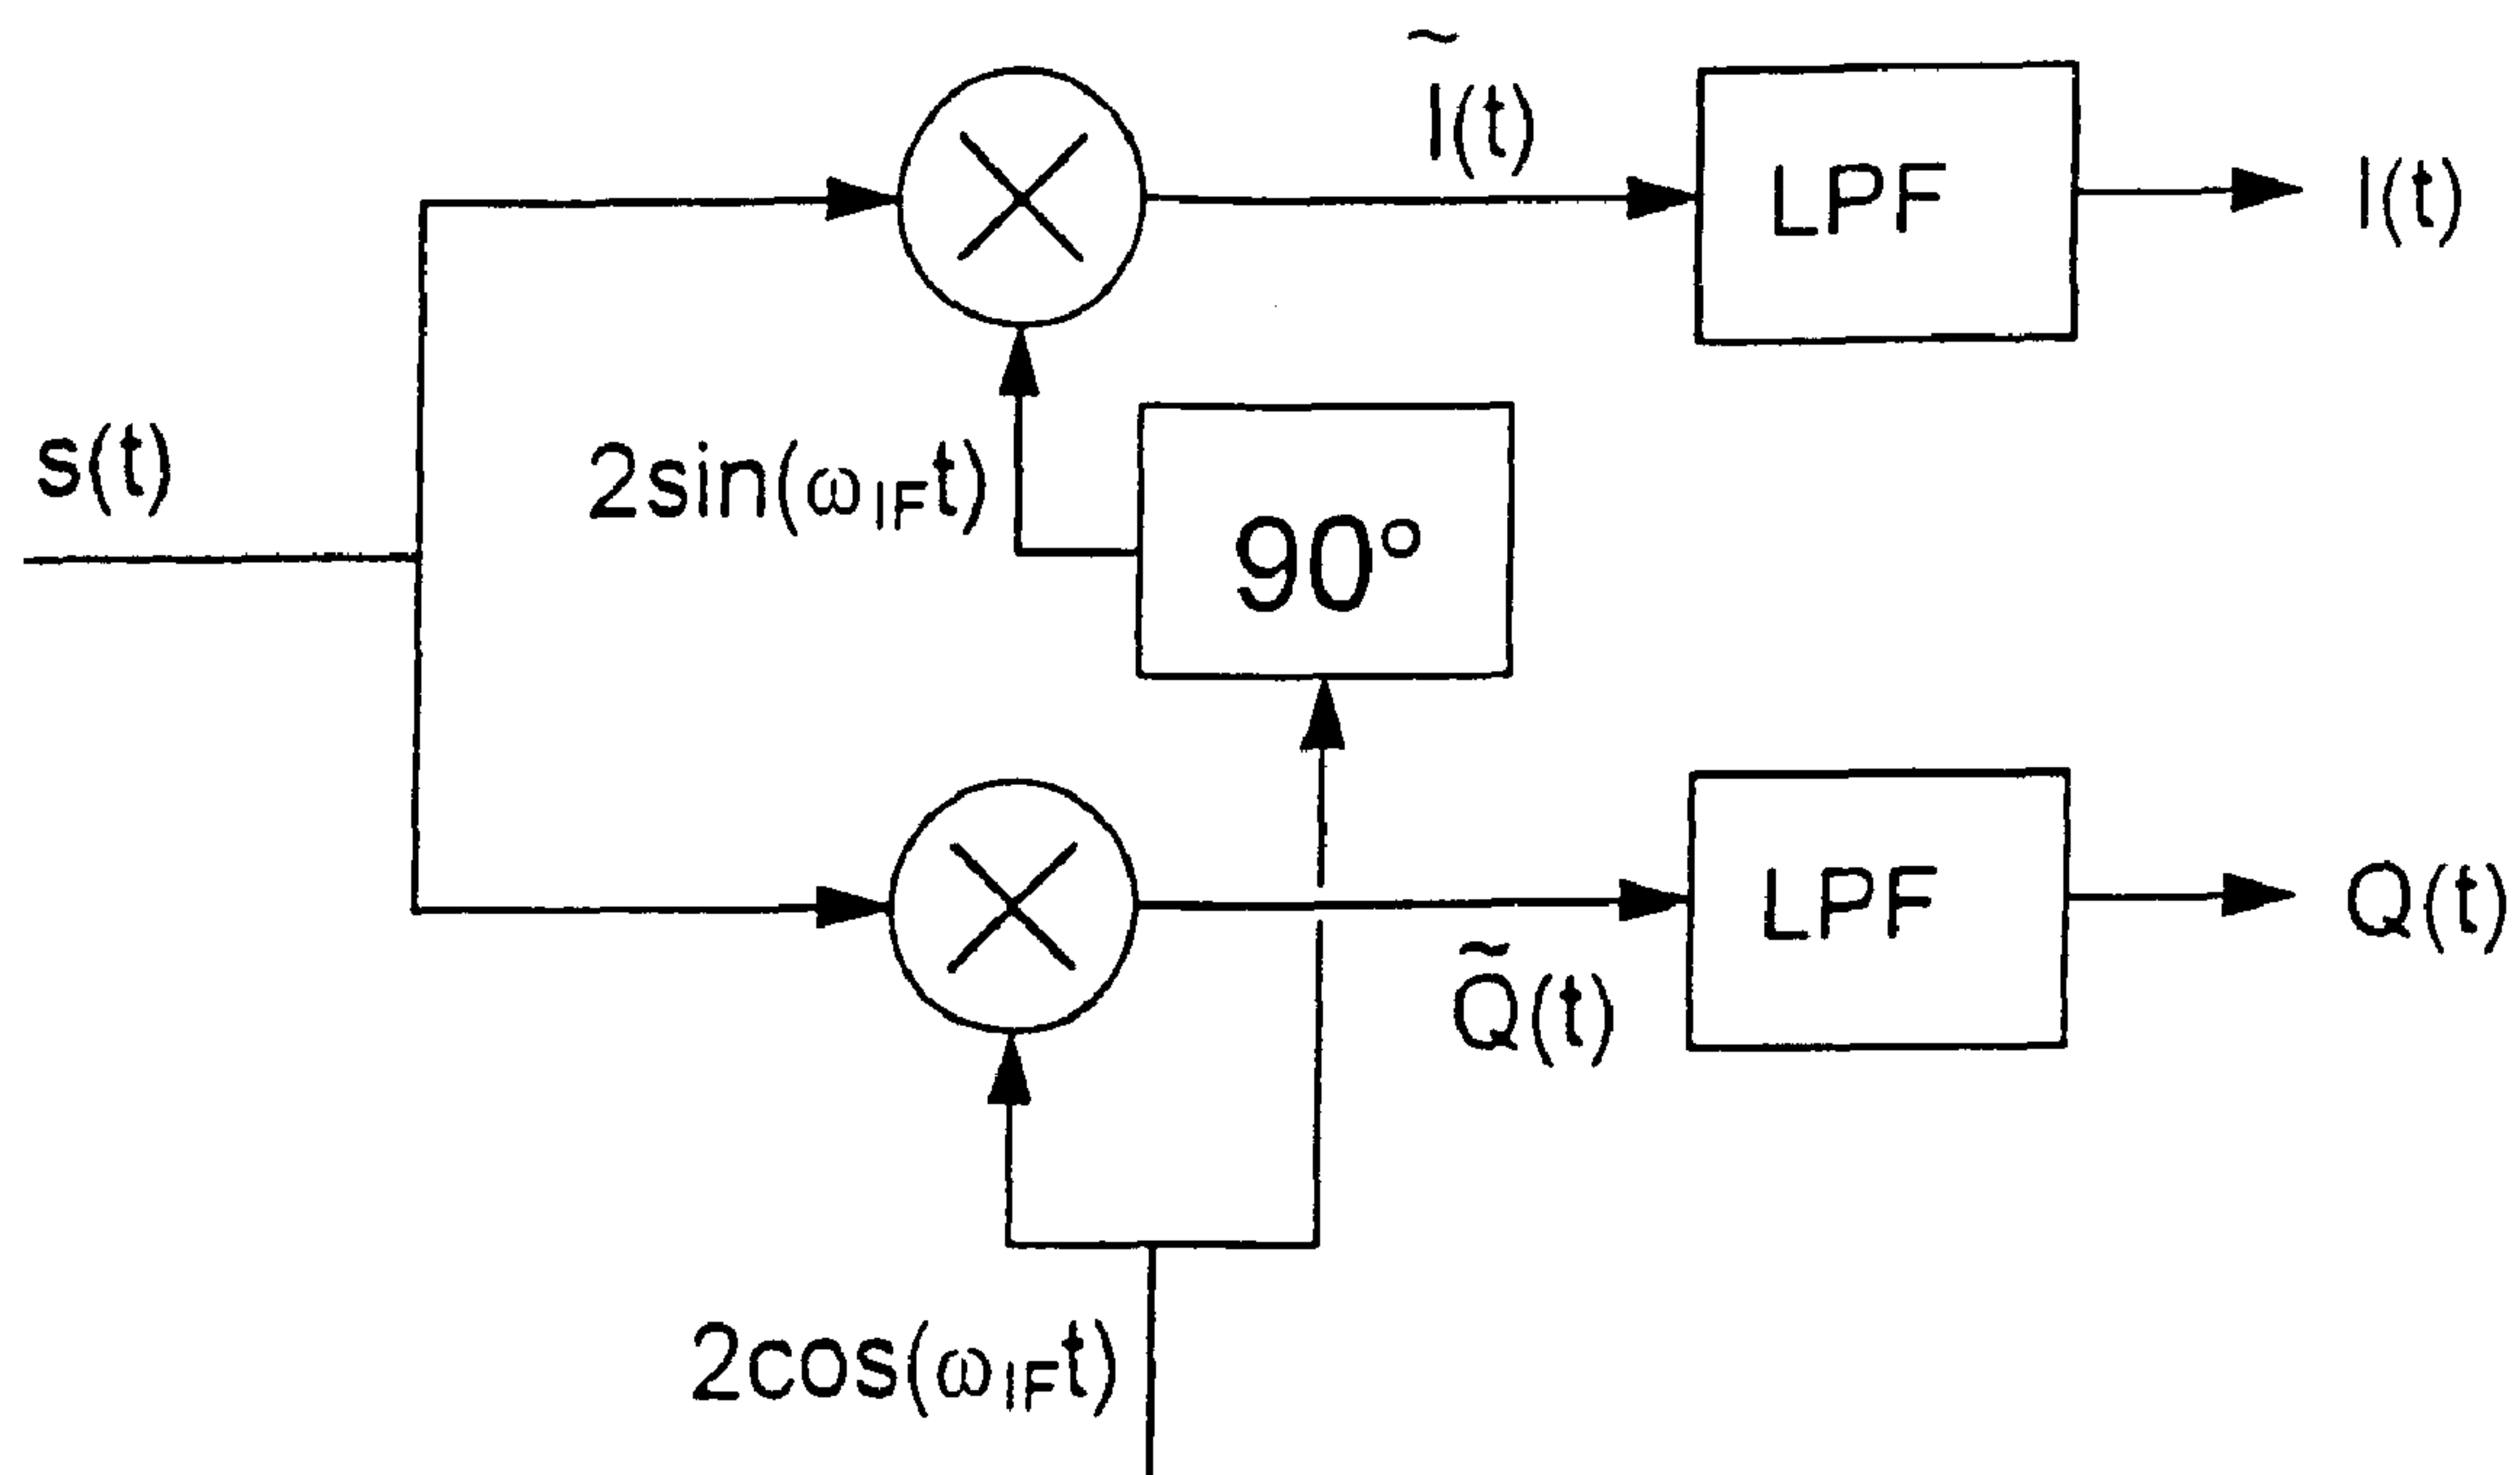 Ĩ(t)
LPF
I(t)
s(t)
2sin(ω_IF t)
90°
LPF
Q(t)
Q̃(t)
2cos(ω_IF t)